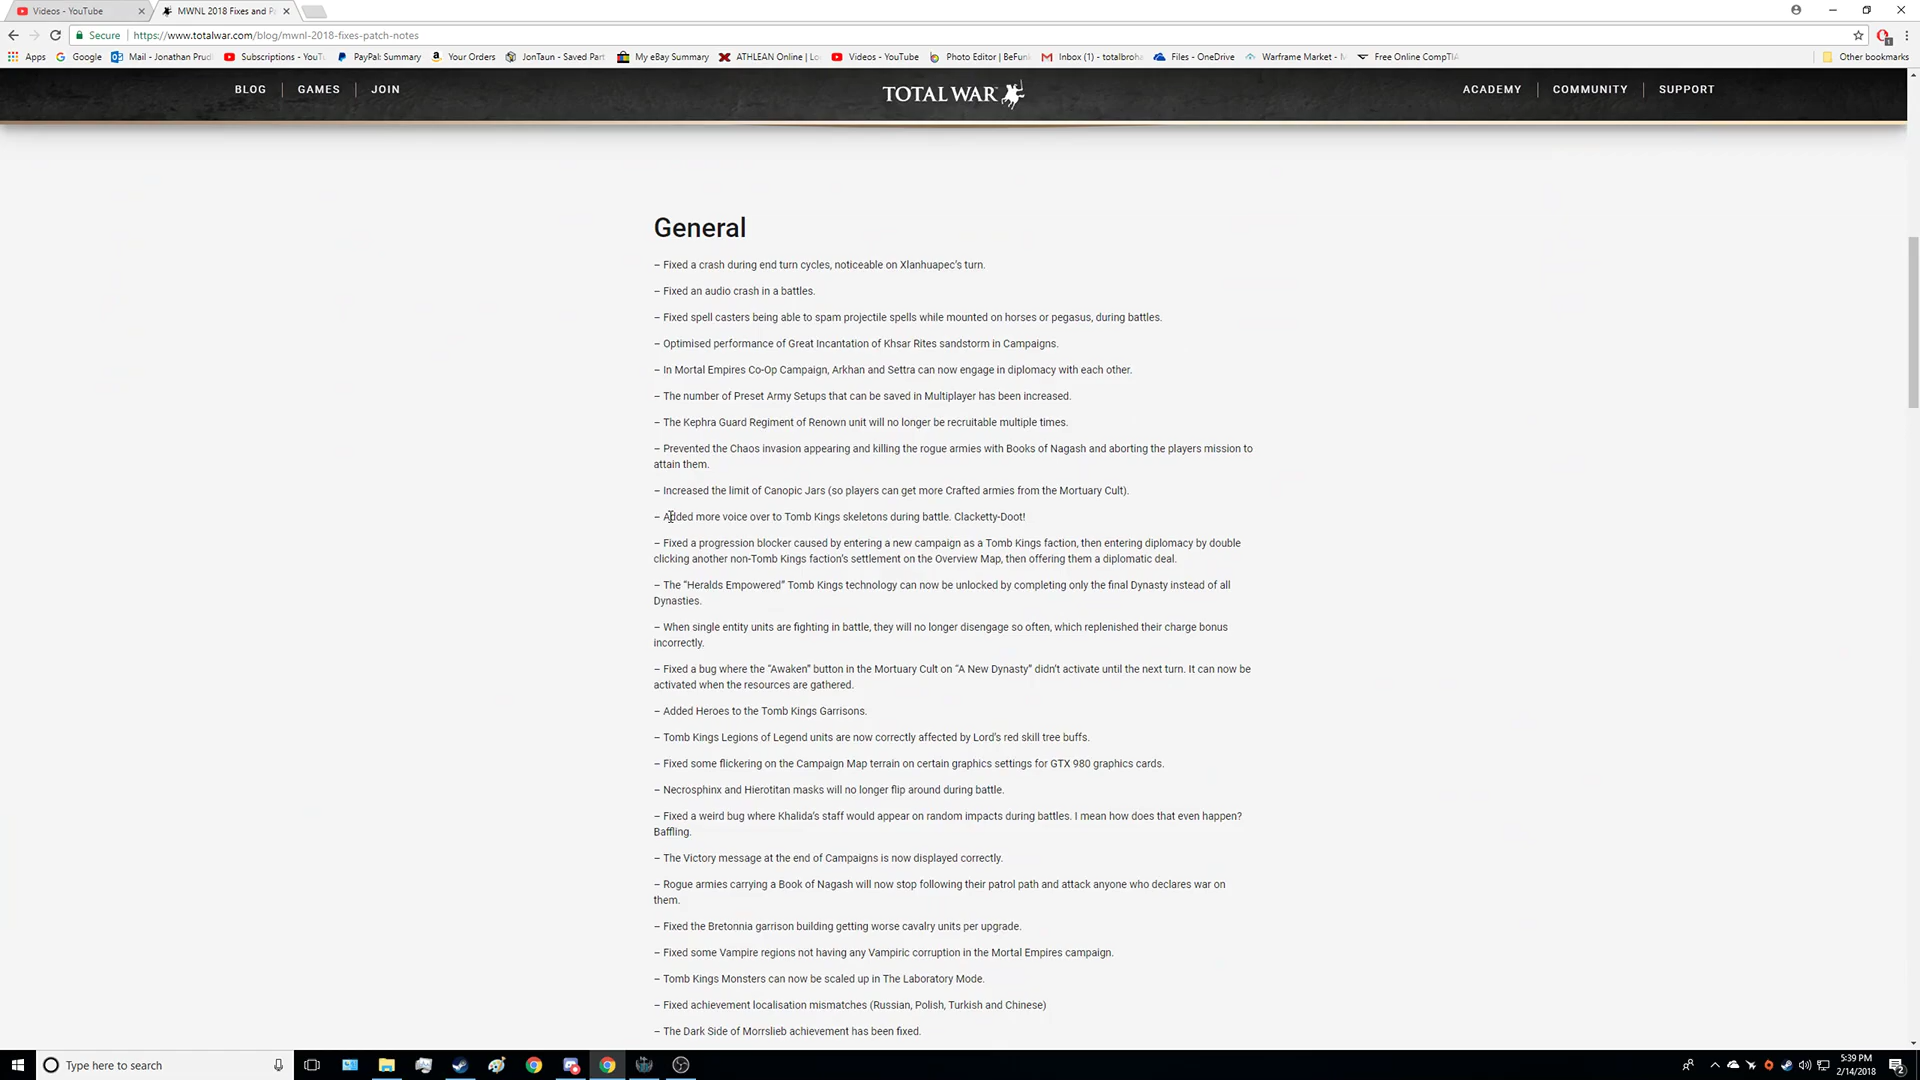 Videos - YouTube
MWNL 2018 Fixes and P
Secure
https://www.totalwar.com/blog/mwnl-2018-fixes-patch-notes
Apps
Google
Mail - Jonathan Prud
Subscriptions - YouT
PayPal: Summary
Your Orders
JonTaun - Saved Part
My eBay Summary
ATHLEAN Online | Lo
Videos - YouTube
Photo Editor | BeFunk
Inbox (1) - totalbroha
Files - OneDrive
Warframe Market - M
Free Online CompTIA
Other bookmarks
BLOG
GAMES
JOIN
TOTAL WAR
ACADEMY
COMMUNITY
SUPPORT
General
– Fixed a crash during end turn cycles, noticeable on Xlanhuapec’s turn.
– Fixed an audio crash in a battles.
– Fixed spell casters being able to spam projectile spells while mounted on horses or pegasus, during battles.
– Optimised performance of Great Incantation of Khsar Rites sandstorm in Campaigns.
– In Mortal Empires Co-Op Campaign, Arkhan and Settra can now engage in diplomacy with each other.
– The number of Preset Army Setups that can be saved in Multiplayer has been increased.
– The Kephra Guard Regiment of Renown unit will no longer be recruitable multiple times.
– Prevented the Chaos invasion appearing and killing the rogue armies with Books of Nagash and aborting the players mission to
attain them.
– Increased the limit of Canopic Jars (so players can get more Crafted armies from the Mortuary Cult).
– Added more voice over to Tomb Kings skeletons during battle. Clacketty-Doot!
– Fixed a progression blocker caused by entering a new campaign as a Tomb Kings faction, then entering diplomacy by double
clicking another non-Tomb Kings faction’s settlement on the Overview Map, then offering them a diplomatic deal.
– The “Heralds Empowered” Tomb Kings technology can now be unlocked by completing only the final Dynasty instead of all
Dynasties.
– When single entity units are fighting in battle, they will no longer disengage so often, which replenished their charge bonus
incorrectly.
– Fixed a bug where the “Awaken” button in the Mortuary Cult on “A New Dynasty” didn’t activate until the next turn. It can now be
activated when the resources are gathered.
– Added Heroes to the Tomb Kings Garrisons.
– Tomb Kings Legions of Legend units are now correctly affected by Lord’s red skill tree buffs.
– Fixed some flickering on the Campaign Map terrain on certain graphics settings for GTX 980 graphics cards.
– Necrosphinx and Hierotitan masks will no longer flip around during battle.
– Fixed a weird bug where Khalida’s staff would appear on random impacts during battles. I mean how does that even happen?
Baffling.
– The Victory message at the end of Campaigns is now displayed correctly.
– Rogue armies carrying a Book of Nagash will now stop following their patrol path and attack anyone who declares war on
them.
– Fixed the Bretonnia garrison building getting worse cavalry units per upgrade.
– Fixed some Vampire regions not having any Vampiric corruption in the Mortal Empires campaign.
– Tomb Kings Monsters can now be scaled up in The Laboratory Mode.
– Fixed achievement localisation mismatches (Russian, Polish, Turkish and Chinese)
– The Dark Side of Morrslieb achievement has been fixed.
Type here to search
5:39 PM
2/14/2018